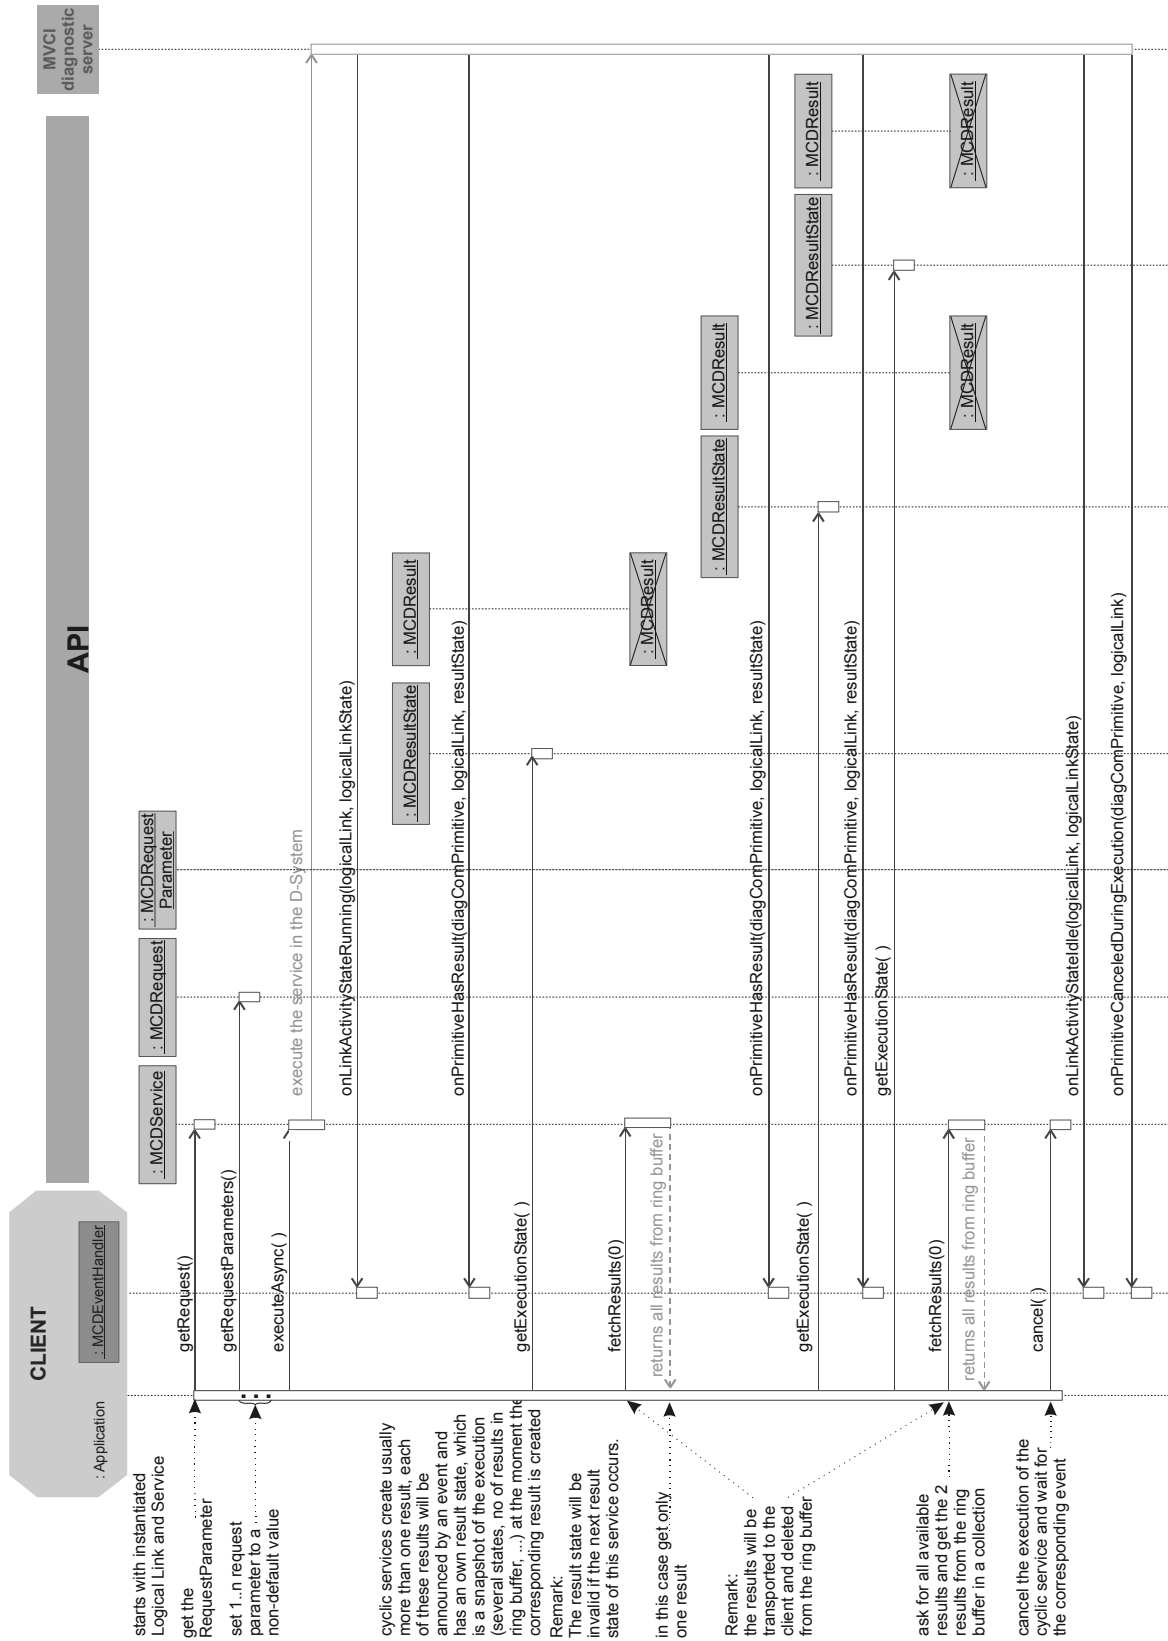 CLIENT
API
MVCI
diagnostic
server
: Application
: MCDEventHandler
: MCDService
: MCDRequest
: MCDRequest
Parameter
starts with instantiated
Logical Link and Service
get the
RequestParameter
getRequest()
set 1..n request
parameter to a
non-default value
getRequestParameters()
executeAsync( )
execute the service in the D-System
onLinkActivityStateRunning(logicalLink, logicalLinkState)
cyclic services create usually
more than one result, each
of these results will be
announced by an event and
has an own result state, which
is a snapshot of the execution
(several states, no of results in
ring buffer, ...) at the moment the
corresponding result is created
Remark:
The result state will be
invalid if the next result
state of this service occurs.
: MCDResultState
: MCDResult
onPrimitiveHasResult(diagComPrimitive, logicalLink, resultState)
getExecutionState( )
fetchResults(0)
: MCDResult
returns all results from ring buffer
in this case get only
one result
Remark:
the results will be
transported to the
client and deleted
from the ring buffer
: MCDResultState
: MCDResult
onPrimitiveHasResult(diagComPrimitive, logicalLink, resultState)
getExecutionState( )
: MCDResultState
: MCDResult
onPrimitiveHasResult(diagComPrimitive, logicalLink, resultState)
getExecutionState( )
ask for all available
results and get the 2
results from the ring
buffer in a collection
fetchResults(0)
: MCDResult
: MCDResult
returns all results from ring buffer
cancel the execution of the
cyclic service and wait for
the corresponding event
cancel( )
onLinkActivityStateIdle(logicalLink, logicalLinkState)
onPrimitiveCanceledDuringExecution(diagComPrimitive, logicalLink)